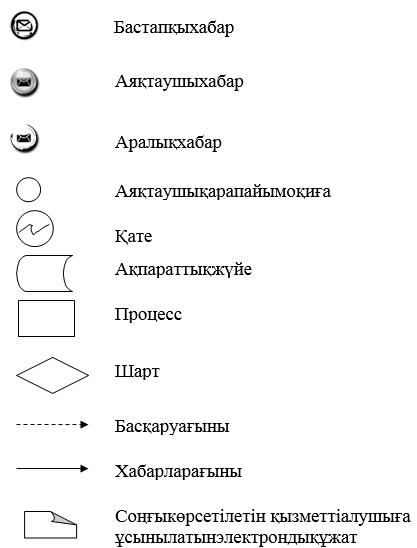 Бастапқыхабар
Аяқтаушыхабар
Аралықхабар
Аяқтаушықарапайымоқиға
Қате
Ақпараттықжүйе
Процесс
Шарт
Басқаруағыны
Хабарларағыны
Соңғыкөрсетілетін қызметтіалушыға
ұсынылатынэлектрондықұжат